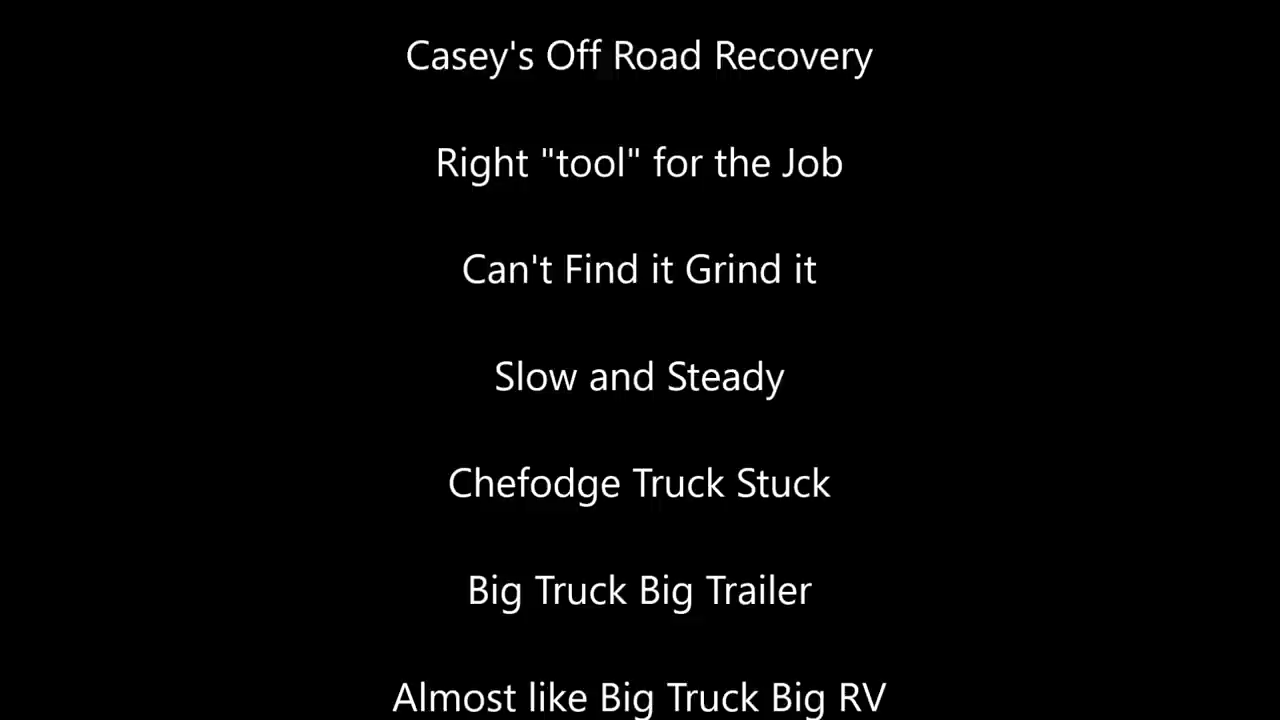 Casey's Off Road Recovery
Right "tool" for the Job
Can't Find it Grind it
Slow and Steady
Chefodge Truck Stuck
Big Truck Big Trailer
Almost like Big Truck Big RV